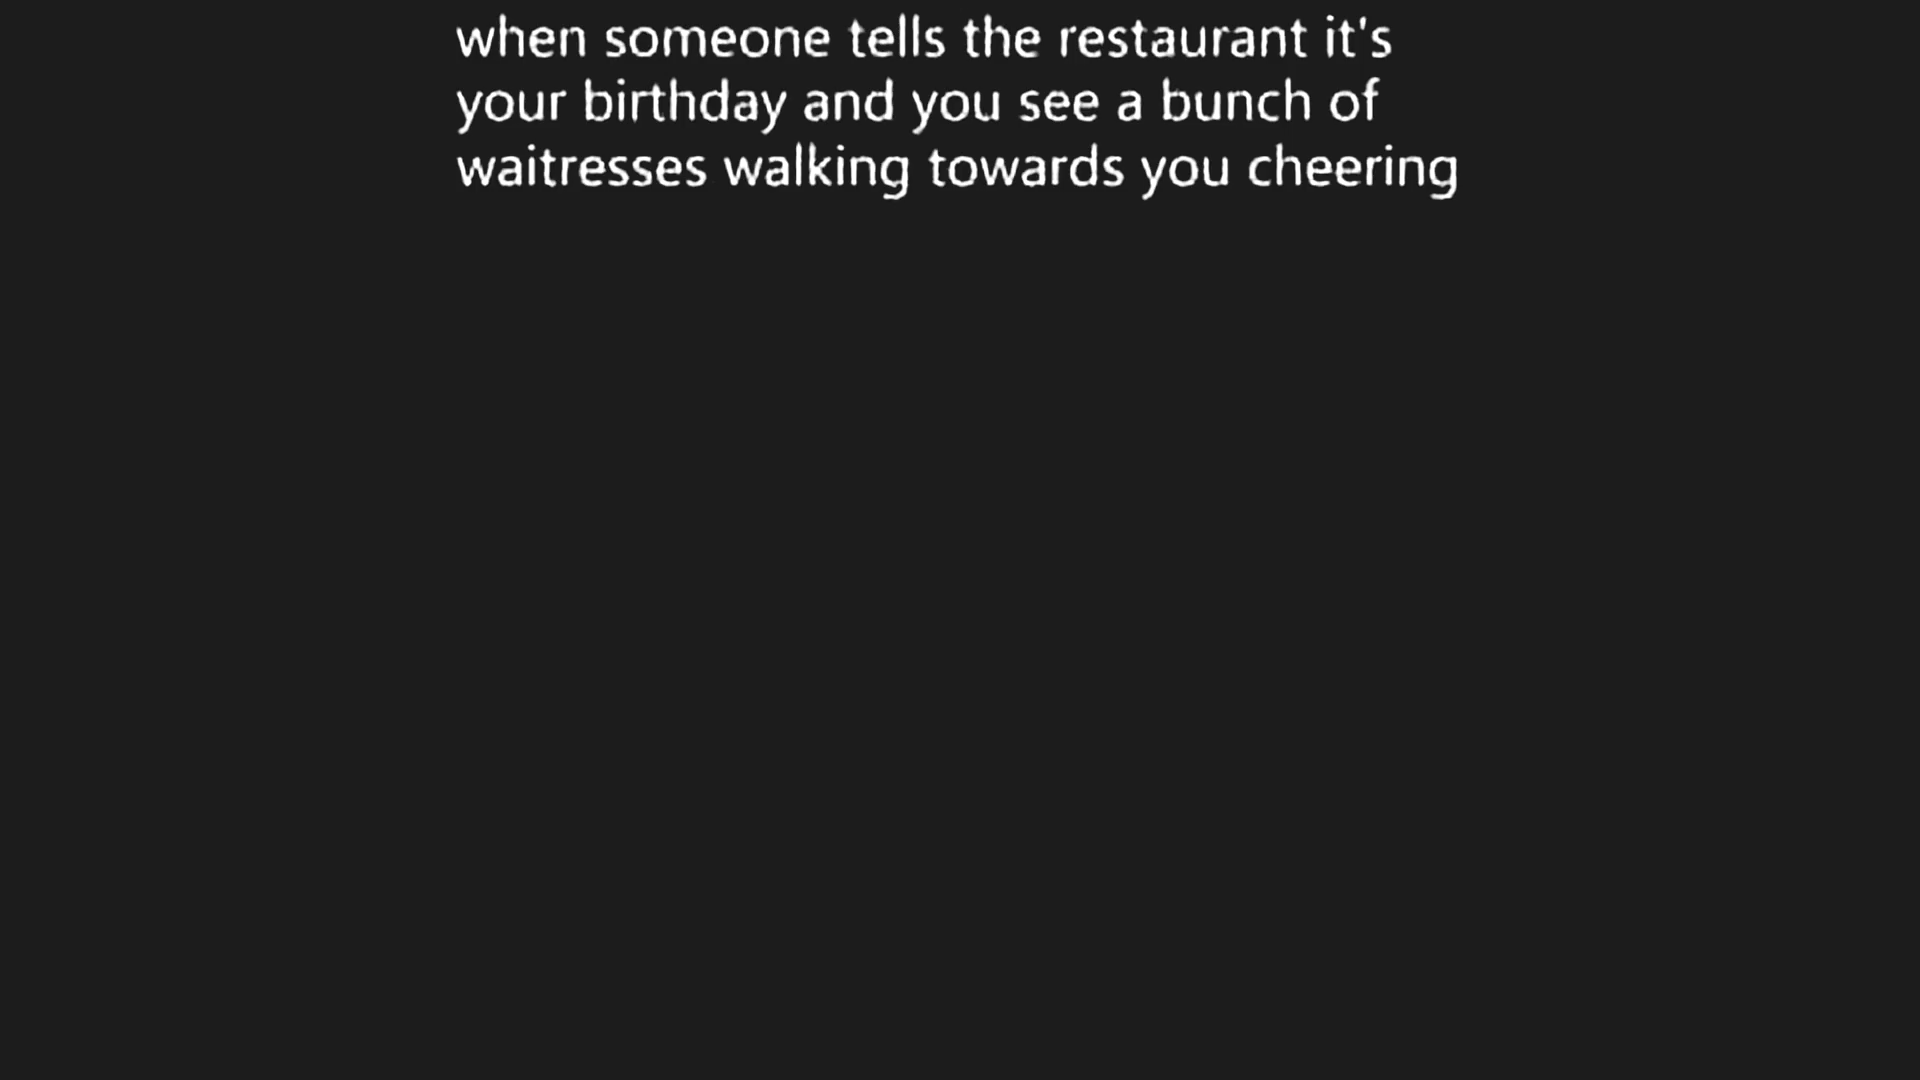 when someone tells the restaurant it's
your birthday and you see a bunch of
waitresses walking towards you cheering